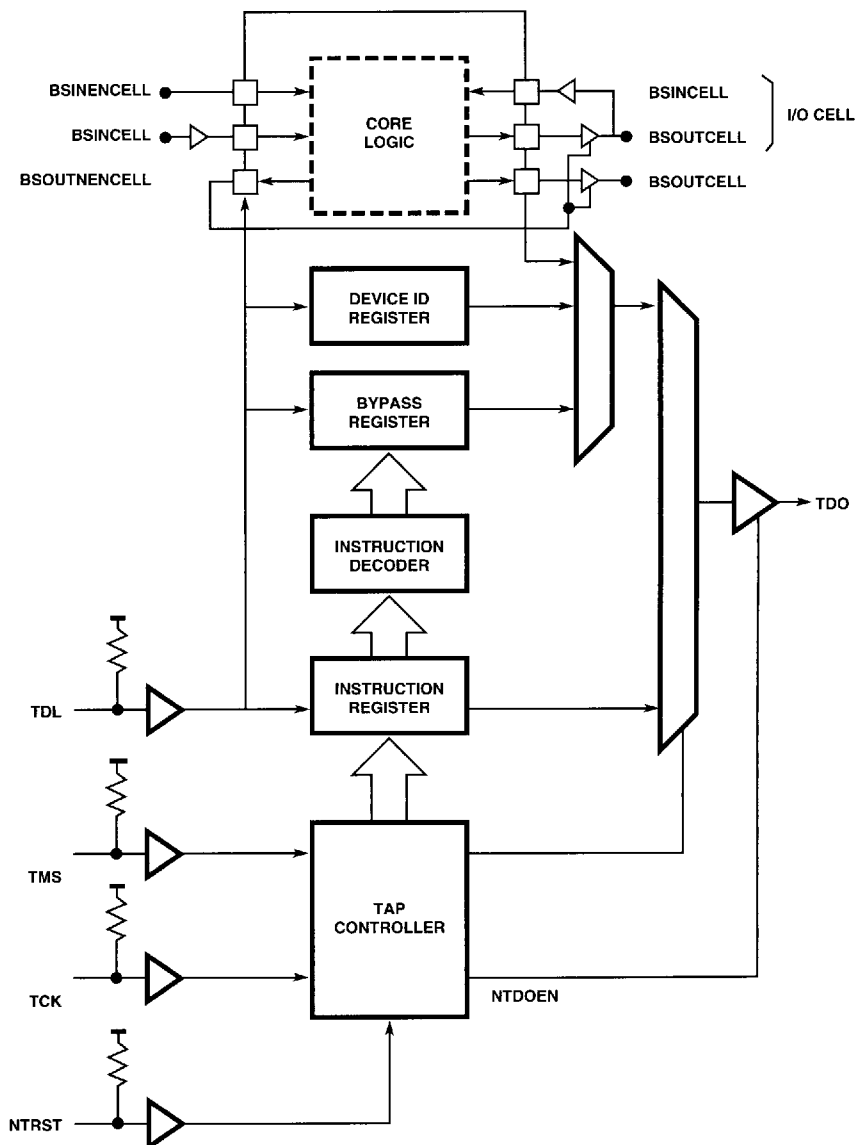 BSINENCELL
BSINCELL
BSOUTNENCELL
CORE
LOGIC
BSINCELL
BSOUTCELL
I/O CELL
BSOUTCELL
DEVICE ID
REGISTER
BYPASS
REGISTER
INSTRUCTION
DECODER
TDO
INSTRUCTION
REGISTER
TDL
TMS
TAP
CONTROLLER
TCK
NTDOEN
NTRST